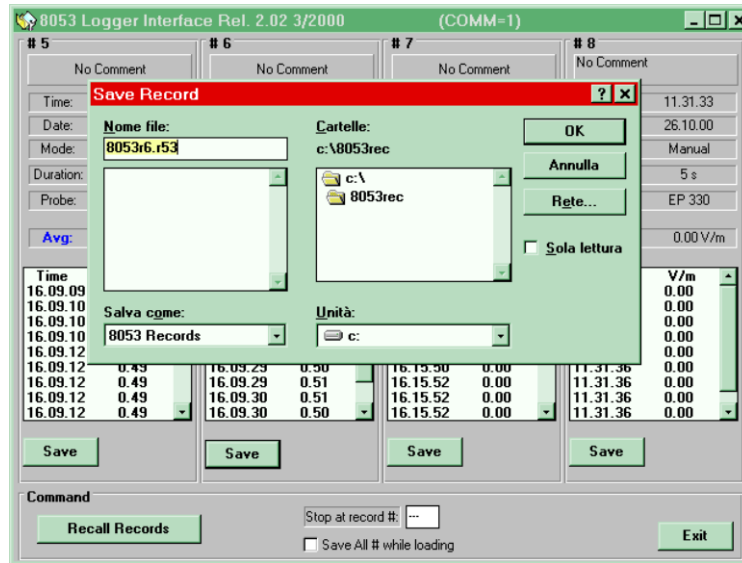 8053 Logger Interface Rel. 2.02 3/2000 (COMM=1)
# 5 # 6 # 7 # 8
No Comment No Comment No Comment No Comment
Save Record
Time: 11.31.33
Date: 26.10.00
Mode: Manual
Duration: 5 s
Probe: EP 330
Avg: 0.00 V/m
Nome file:
8053r6.r53
Salva come:
8053 Records
Cartelle:
c:\8053rec
c:\
8053rec
Unità:
c:
OK
Annulla
Rete...
Sola lettura
Time V/m
16.09.09 0.00
16.09.10 0.00
16.09.10 0.00
16.09.10 0.00
16.09.12 0.00
16.09.12 0.49 16.09.29 0.50 16.15.50 0.00 11.31.36 0.00
16.09.12 0.49 16.09.29 0.51 16.15.52 0.00 11.31.36 0.00
16.09.12 0.49 16.09.30 0.51 16.15.52 0.00 11.31.36 0.00
16.09.12 0.49 16.09.30 0.50 16.15.52 0.00 11.31.36 0.00
Save Save Save Save
Command
Recall Records
Stop at record #: ---
Save All # while loading
Exit